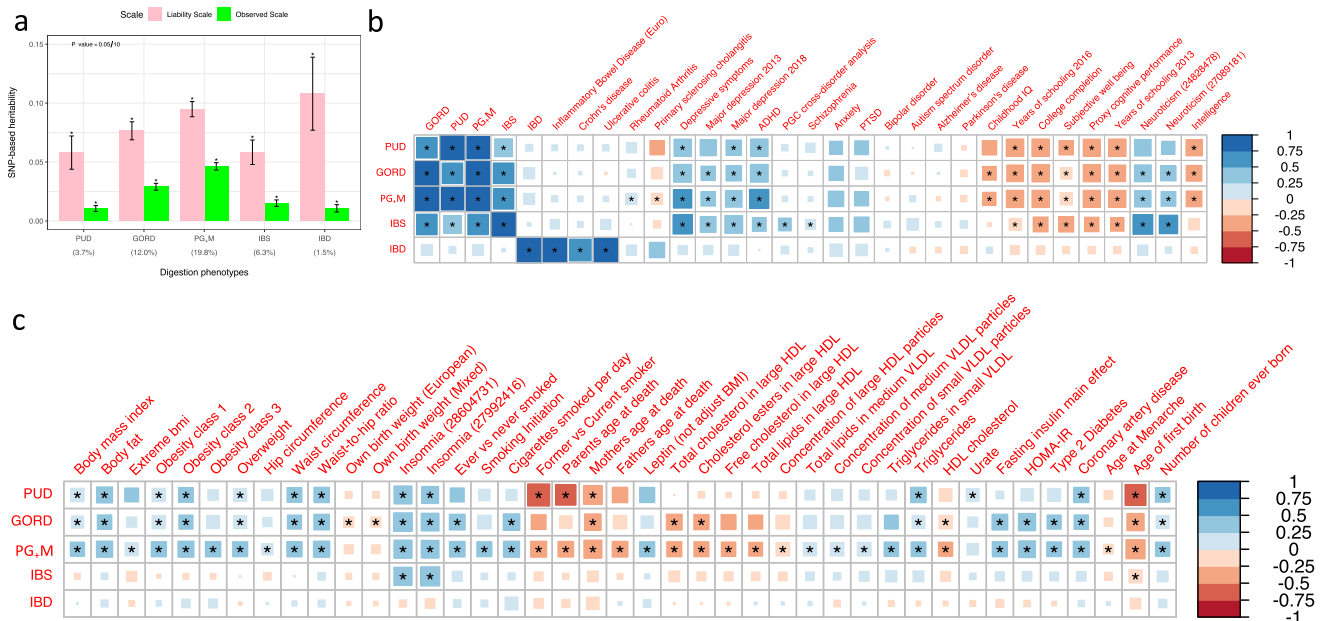 a
Scale Liability Scale Observed Scale
P value = 0.05/10
SNP-based heritability
0.15
0.10
0.05
0.00
PUD GORD PG+M IBS IBD
(3.7%) (12.0%) (19.8%) (6.3%) (1.5%)
Digestion phenotypes
b
GORD
PUD
PG+M
IBS
IBD
Inflammatory Bowel Disease (Euro)
Crohn's disease
Ulcerative colitis
Rheumatoid Arthritis
Primary sclerosing cholangitis
Depressive symptoms
Major depression 2013
Major depression 2018
ADHD
PGC cross-disorder analysis
Schizophrenia
Anxiety
PTSD
Bipolar disorder
Autism spectrum disorder
Alzheimer's disease
Parkinson's disease
Childhood IQ
Years of schooling 2016
College completion
Subjective well being
Proxy cognitive performance
Years of schooling 2013
Neuroticism (24828478)
Neuroticism (27089181)
Intelligence
PUD
GORD
PG+M
IBS
IBD
1
0.75
0.5
0.25
0
-0.25
-0.5
-0.75
-1
c
Body mass index
Body fat
Extreme bmi
Obesity class 1
Obesity class 2
Obesity class 3
Overweight
Hip circumference
Waist circumference
Waist-to-hip ratio
Own birth weight (European)
Own birth weight (Mixed)
Insomnia (28604731)
Insomnia (27992416)
Ever vs never smoked
Smoking Initiation
Cigarettes smoked per day
Former vs Current smoker
Parents age at death
Mothers age at death
Fathers age at death
Leptin (not adjust BMI)
Total cholesterol in large HDL
Cholesterol esters in large HDL
Free cholesterol in large HDL
Total lipids in large HDL
Concentration of large HDL particles
Total lipids in medium VLDL
Concentration of medium VLDL particles
Concentration of small VLDL particles
Triglycerides in small VLDL
Triglycerides
HDL cholesterol
Urate
Fasting insulin main effect
HOMA-IR
Type 2 Diabetes
Coronary artery disease
Age at Menarche
Age of first birth
Number of children ever born
PUD
GORD
PG+M
IBS
IBD
1
0.75
0.5
0.25
0
-0.25
-0.5
-0.75
-1